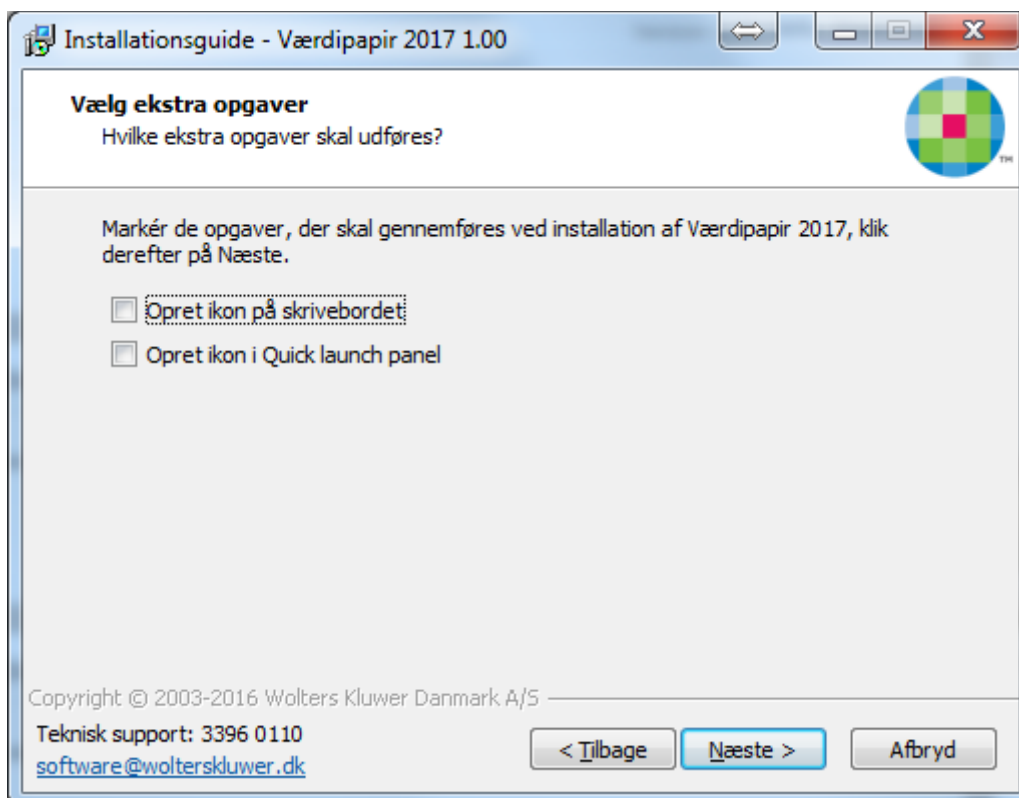 Installationsguide - Værdipapir 2017 1.00
Vælg ekstra opgaver
Hvilke ekstra opgaver skal udføres?
TM
Markér de opgaver, der skal gennemføres ved installation af Værdipapir 2017, klik
derefter på Næste.
Opret ikon på skrivebordet
Opret ikon i Quick launch panel
Copyright © 2003-2016 Wolters Kluwer Danmark A/S
Teknisk support: 3396 0110
software@wolterskluwer.dk
< Tilbage
Næste >
Afbryd